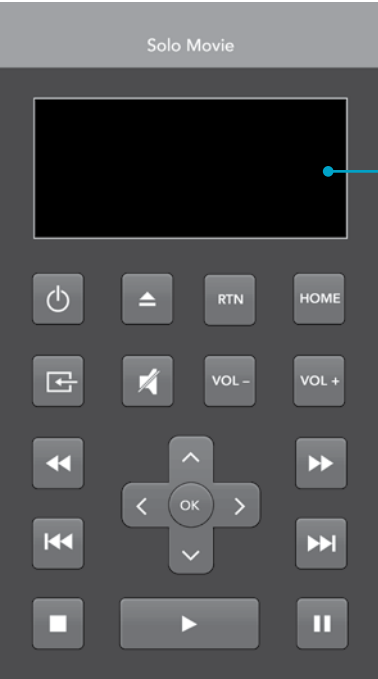 Solo Movie
RTN
HOME
VOL –
VOL +
OK